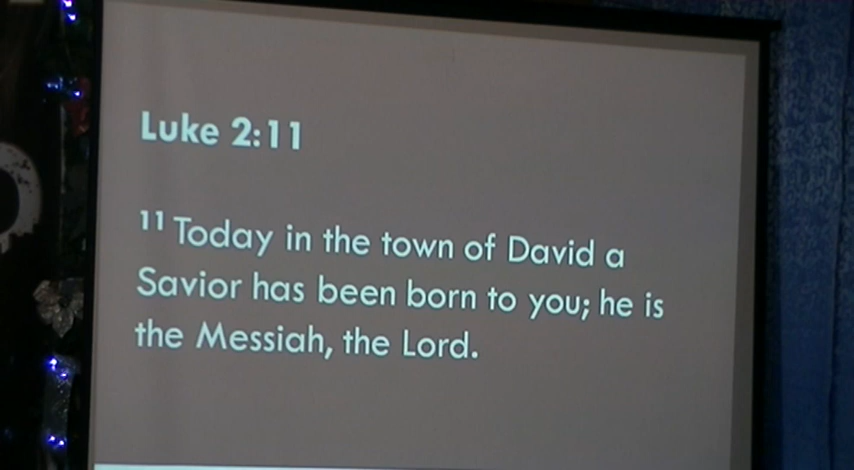 Luke 2:11
11 Today in the town of David a
Savior has been born to you; he is
the Messiah, the Lord.